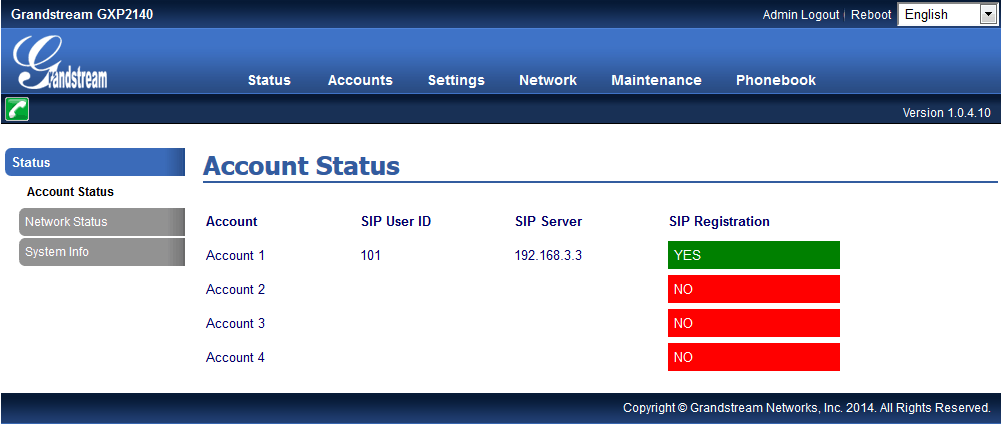 Grandstream GXP2140 Admin Logout | Reboot English
Grandstream
Status Accounts Settings Network Maintenance Phonebook
Version 1.0.4.10
Status
Account Status
Network Status
System Info
Account Status
Account SIP User ID SIP Server SIP Registration
Account 1 101 192.168.3.3 YES
Account 2 NO
Account 3 NO
Account 4 NO
Copyright © Grandstream Networks, Inc. 2014. All Rights Reserved.